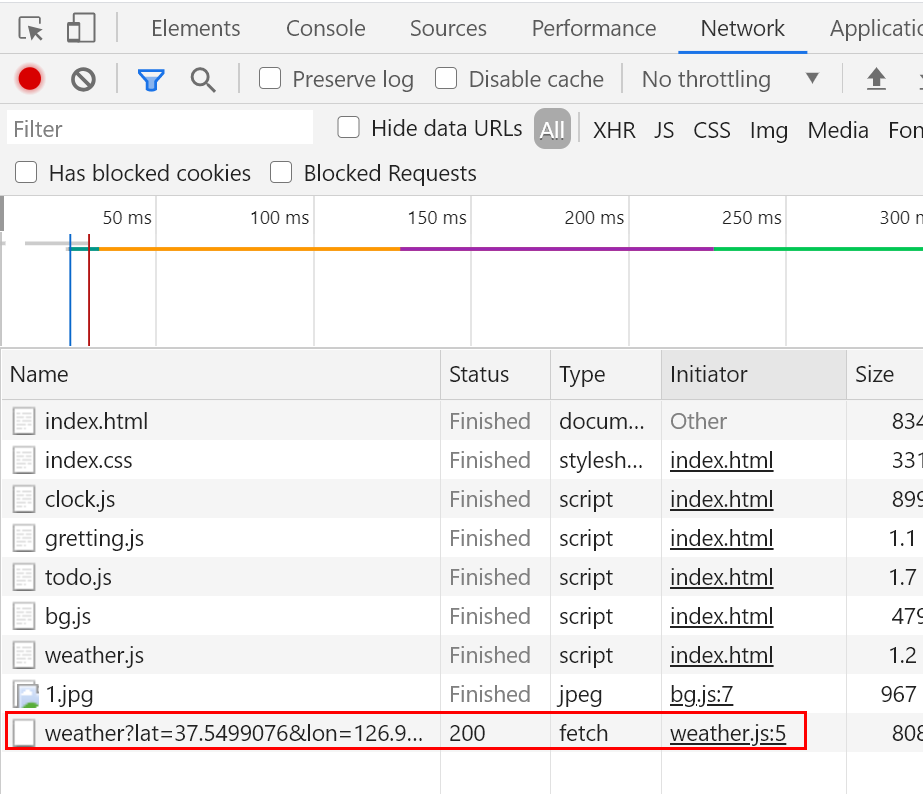 Elements Console Sources Performance Network Applicatio
Preserve log Disable cache No throttling
Filter Hide data URLs All XHR JS CSS Img Media Fon
Has blocked cookies Blocked Requests
50 ms 100 ms 150 ms 200 ms 250 ms 300 m
Name Status Type Initiator Size
index.html Finished docum... Other 834
index.css Finished stylesh... index.html 331
clock.js Finished script index.html 899
gretting.js Finished script index.html 1.1
todo.js Finished script index.html 1.7
bg.js Finished script index.html 479
weather.js Finished script index.html 1.2
1.jpg Finished jpeg bg.js:7 967
weather?lat=37.5499076&lon=126.9... 200 fetch weather.js:5 808